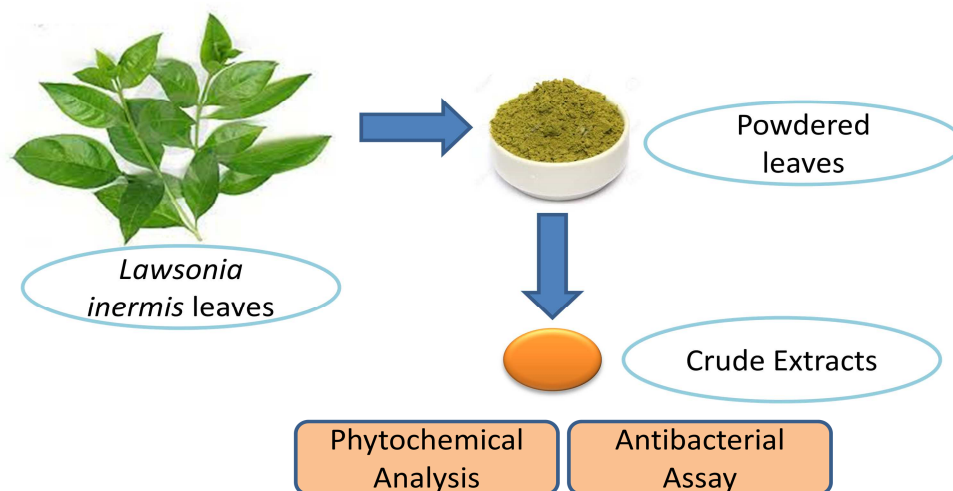 Powdered
leaves
Lawsonia
inermis leaves
Crude Extracts
Phytochemical
Analysis
Antibacterial
Assay